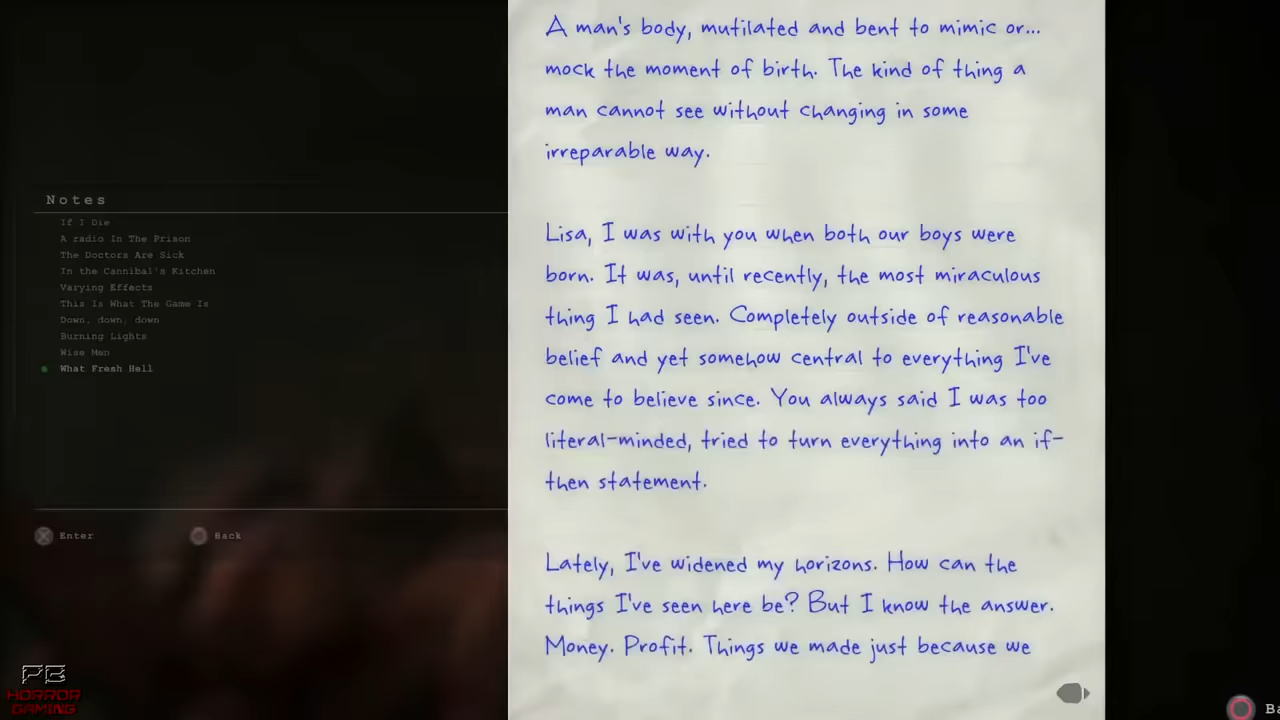 Notes
If I Die
A radio In The Prison
The Doctors Are Sick
In the Cannibal's Kitchen
Varying Effects
This Is What The Game Is
Down, down, down
Burning Lights
Wise Men
What Fresh Hell
Enter
Back
A man's body, mutilated and bent to mimic or...
mock the moment of birth. The kind of thing a
man cannot see without changing in some
irreparable way.
Lisa, I was with you when both our boys were
born. It was, until recently, the most miraculous
thing I had seen. Completely outside of reasonable
belief and yet somehow central to everything I've
come to believe since. You always said I was too
literal-minded, tried to turn everything into an if-
then statement.
Lately, I've widened my horizons. How can the
things I've seen here be? But I know the answer.
Money. Profit. Things we made just because we
PB
HORROR
GAMING
Ba